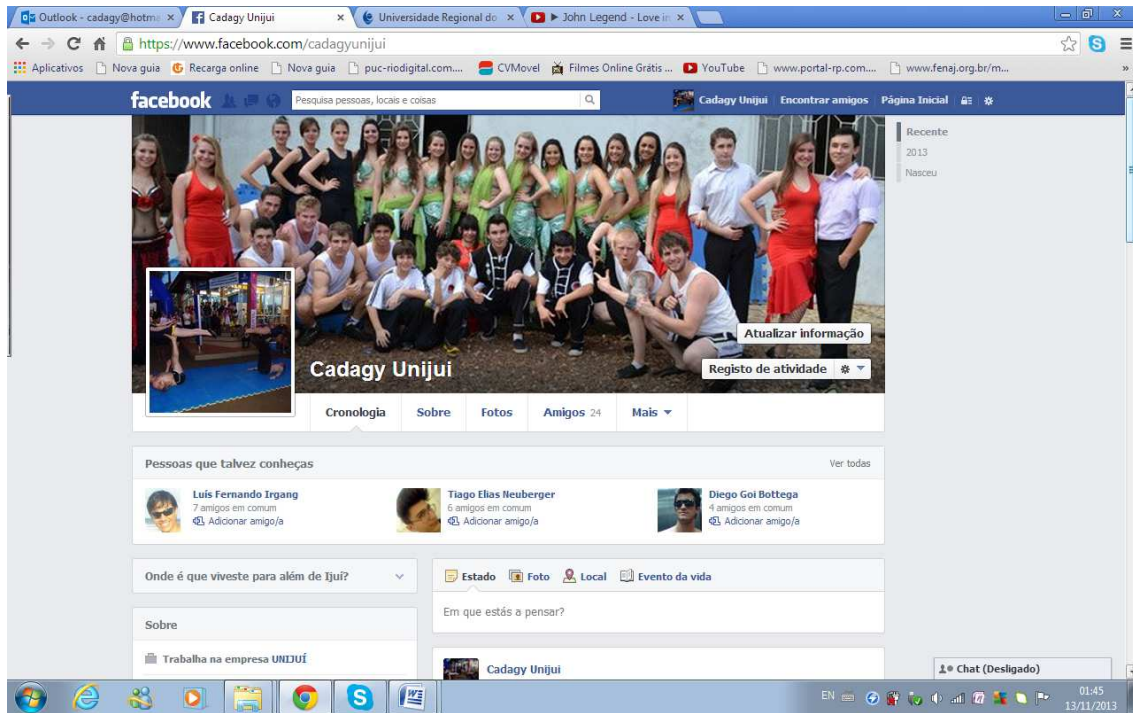 Outlook - cadagy@hotm
Cadagy Unijui
Universidade Regional do
► John Legend - Love in
https://www.facebook.com/cadagyunijui
Aplicativos Nova guia Recarga online Nova guia puc-riodigital.com.... CVMovel Filmes Online Grátis ... YouTube www.portal-rp.com.... www.fenaj.org.br/m... »
facebook Pesquisa pessoas, locais e coisas Cadagy Unijui Encontrar amigos Página Inicial
Recente
2013
Nasceu
Atualizar informação
Cadagy Unijui
Registo de atividade
Cronologia Sobre Fotos Amigos 24 Mais
Pessoas que talvez conheças Ver todas
Luís Fernando Irgang
7 amigos em comum
Adicionar amigo/a
Tiago Elias Neuberger
6 amigos em comum
Adicionar amigo/a
Diego Goi Bottega
4 amigos em comum
Adicionar amigo/a
Onde é que viveste para além de Ijuí?
Estado Foto Local Evento da vida
Em que estás a pensar?
Sobre
Trabalha na empresa UNIJUÍ
Cadagy Unijui
Chat (Desligado)
EN
01:45
13/11/2013